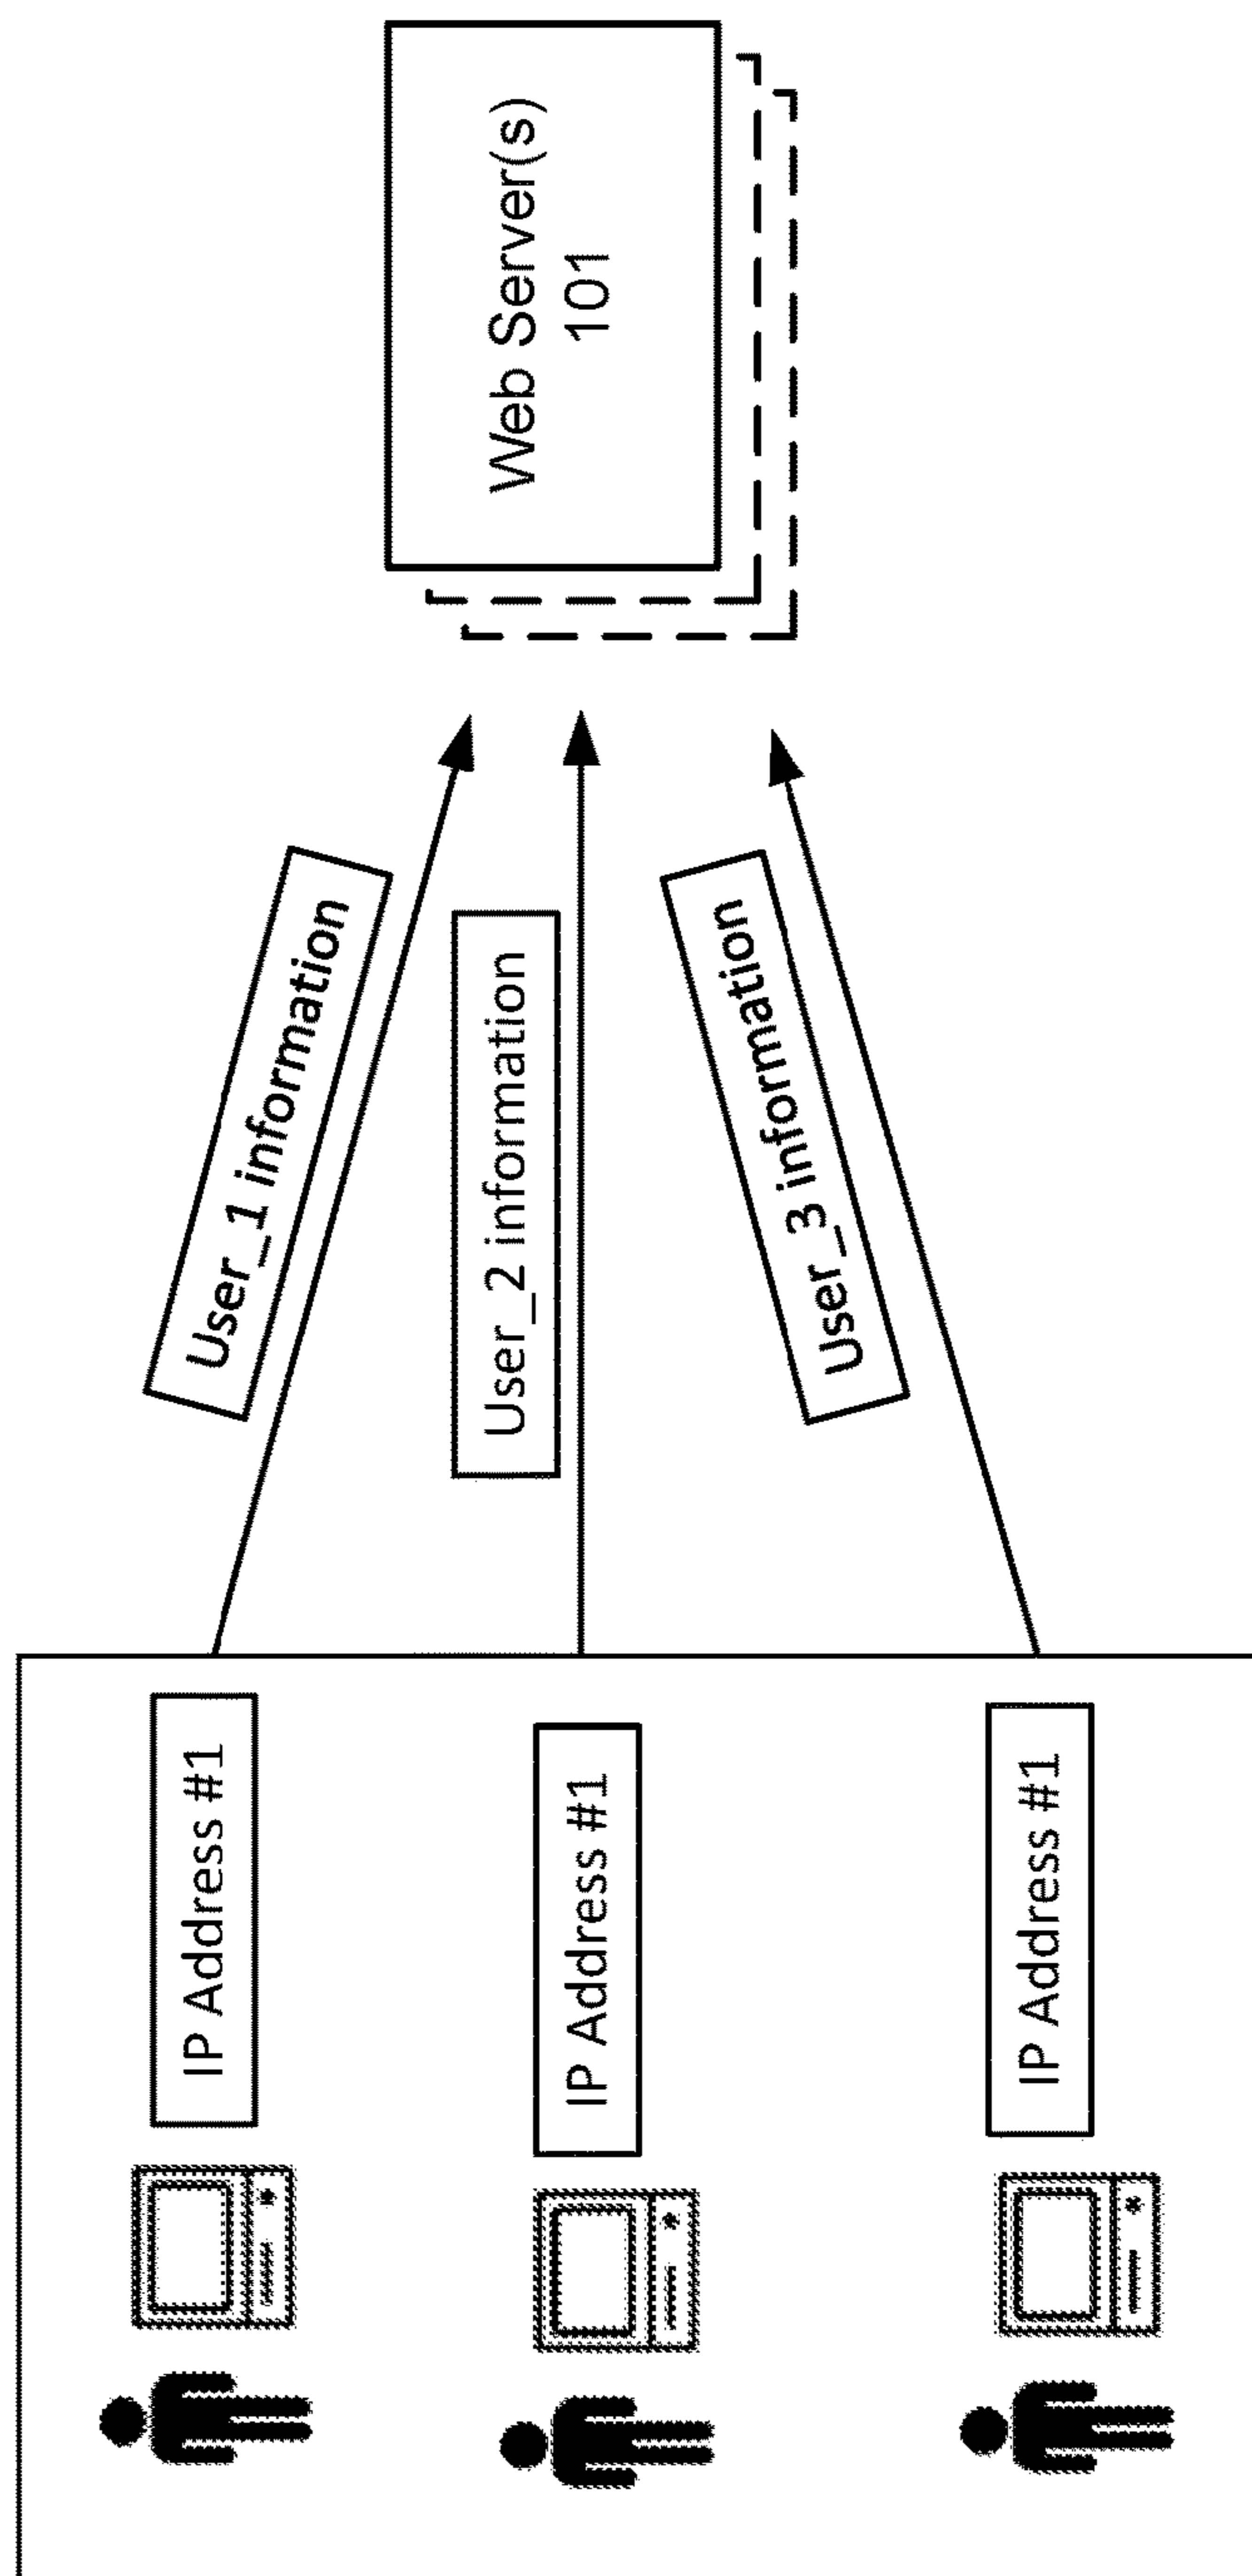 IP Address #1
User_1 information
IP Address #1
User_2 information
IP Address #1
User_3 information
Web Server(s)
101